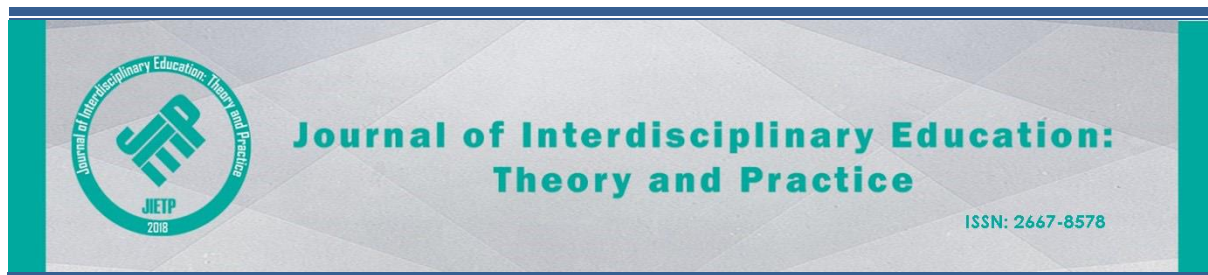 Journal of Interdisciplinary Education: Theory and Practice
JIETP
2018
Journal of Interdisciplinary Education:
Theory and Practice
ISSN: 2667-8578